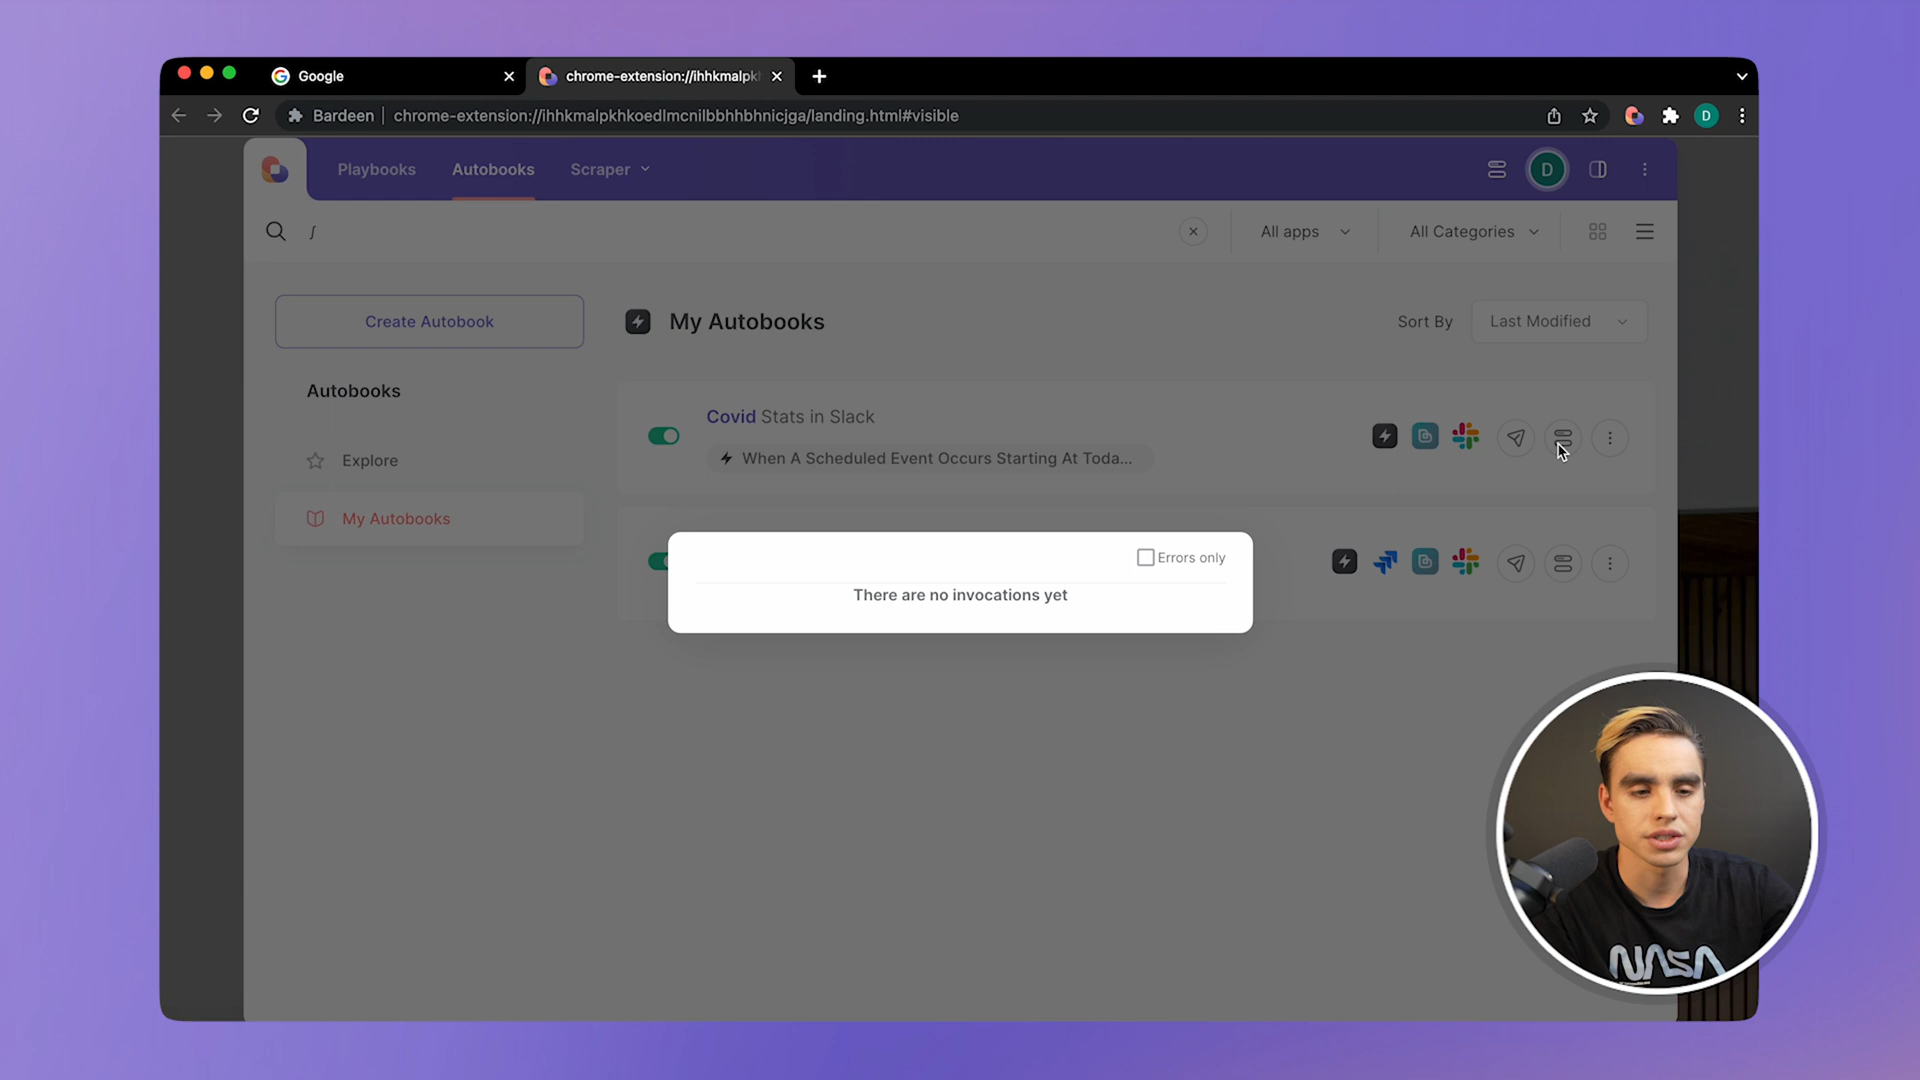 Google
chrome-extension://ihhkmalpkh
Bardeen
chrome-extension://ihhkmalpkhkoedlmcnilbbhhbhnicjga/landing.html#visible
D
Playbooks
Autobooks
Scraper
D
ſ
All apps
All Categories
Create Autobook
My Autobooks
Sort By
Last Modified
Autobooks
Covid Stats in Slack
When A Scheduled Event Occurs Starting At Toda...
Explore
My Autobooks
Errors only
There are no invocations yet
NASA